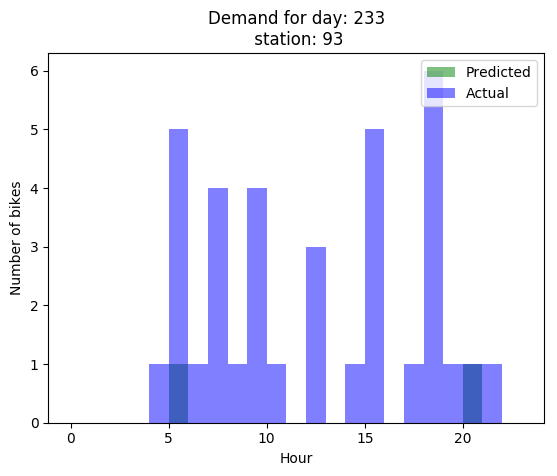 Demand for day: 233
station: 93
Predicted
Actual
Number of bikes
6
5
4
3
2
1
0
0
5
10
15
20
Hour